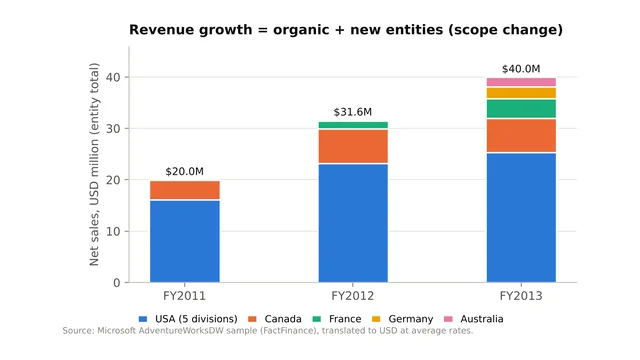 Revenue growth = organic + new entities (scope change)
Net sales, USD million (entity total)
40
30
20
10
0
$20.0M
$31.6M
$40.0M
FY2011
FY2012
FY2013
USA (5 divisions) Canada France Germany Australia
Source: Microsoft AdventureWorksDW sample (FactFinance), translated to USD at average rates.